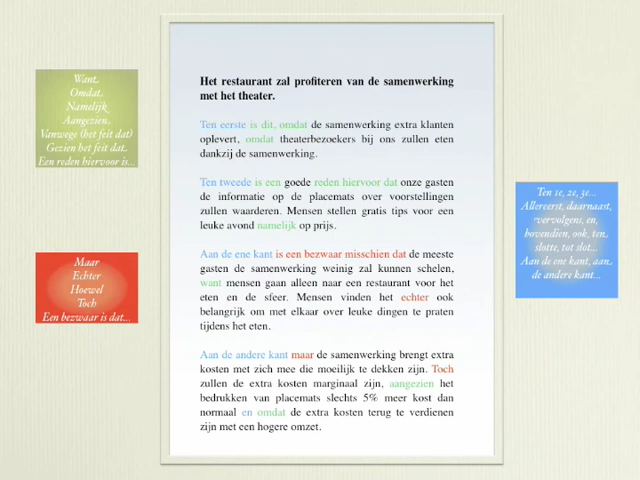 Want..
Omdat..
Namelijk
Aangezien..
Vanwege (het feit dat)
Gezien het feit dat..
Een reden hiervoor is...
Maar
Echter
Hoewel
Toch
Een bezwaar is dat...
Het restaurant zal profiteren van de samenwerking
met het theater.
Ten eerste is dit, omdat de samenwerking extra klanten
oplevert, omdat theaterbezoekers bij ons zullen eten
dankzij de samenwerking.
Ten tweede is een goede reden hiervoor dat onze gasten
de informatie op de placemats over voorstellingen
zullen waarderen. Mensen stellen gratis tips voor een
leuke avond namelijk op prijs.
Aan de ene kant is een bezwaar misschien dat de meeste
gasten de samenwerking weinig zal kunnen schelen,
want mensen gaan alleen naar een restaurant voor het
eten en de sfeer. Mensen vinden het echter ook
belangrijk om met elkaar over leuke dingen te praten
tijdens het eten.
Aan de andere kant maar de samenwerking brengt extra
kosten met zich mee die moeilijk te dekken zijn. Toch
zullen de extra kosten marginaal zijn, aangezien het
bedrukken van placemats slechts 5% meer kost dan
normaal en omdat de extra kosten terug te verdienen
zijn met een hogere omzet.
Ten 1e, 2e, 3e...
Allereerst, daarnaast,
vervolgens, en,
bovendien, ook, ten
slotte, tot slot...
Aan de ene kant, aan
de andere kant...